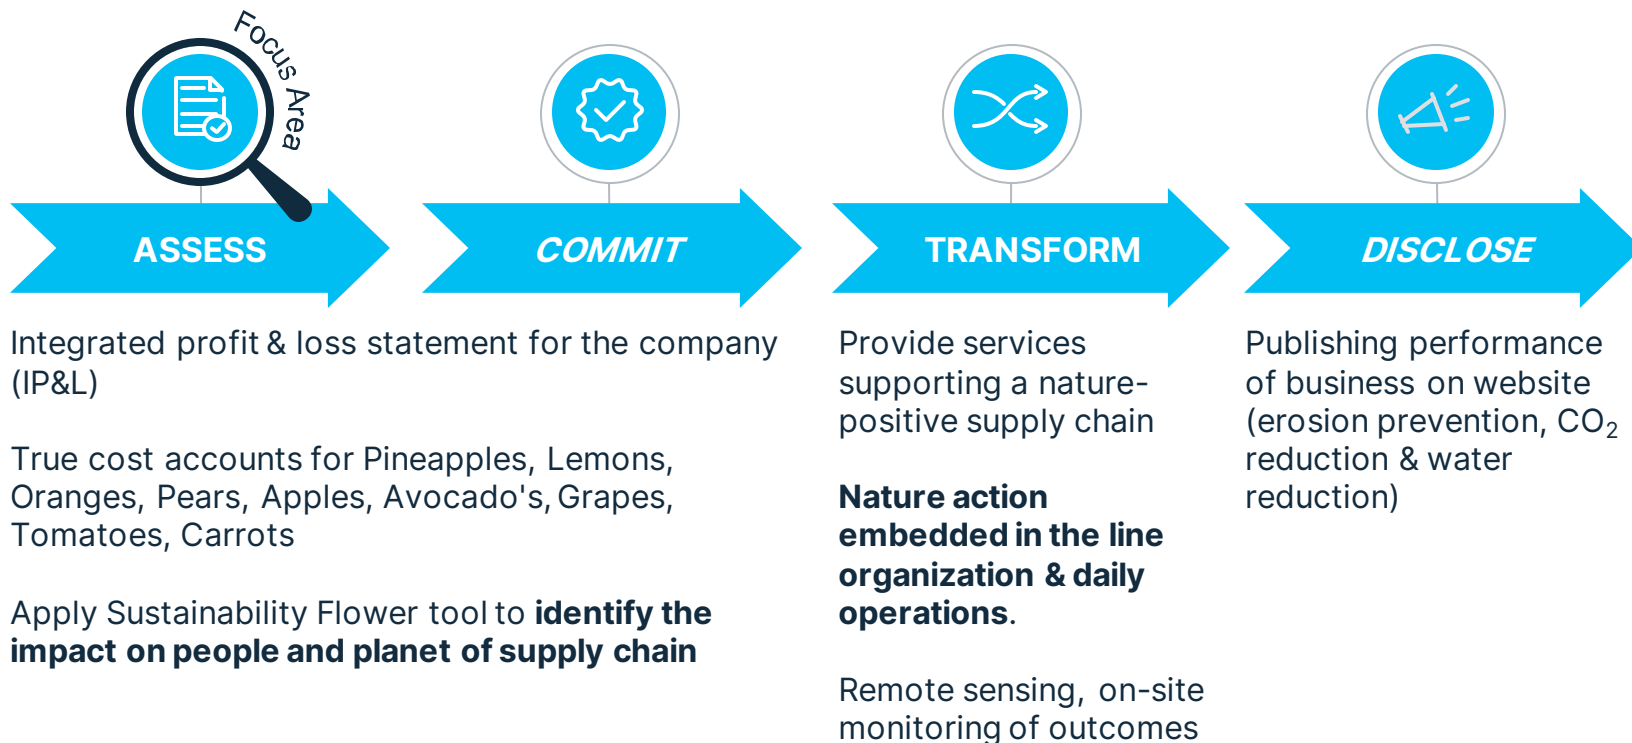 Focus Area
ASSESS
COMMIT
TRANSFORM
DISCLOSE
Integrated profit & loss statement for the company
(IP&L)
True cost accounts for Pineapples, Lemons,
Oranges, Pears, Apples, Avocado's, Grapes,
Tomatoes, Carrots
Apply Sustainability Flower tool to identify the
impact on people and planet of supply chain
Provide services
supporting a nature-
positive supply chain
Nature action
embedded in the line
organization & daily
operations.
Remote sensing, on-site
monitoring of outcomes
Publishing performance
of business on website
(erosion prevention, CO₂
reduction & water
reduction)